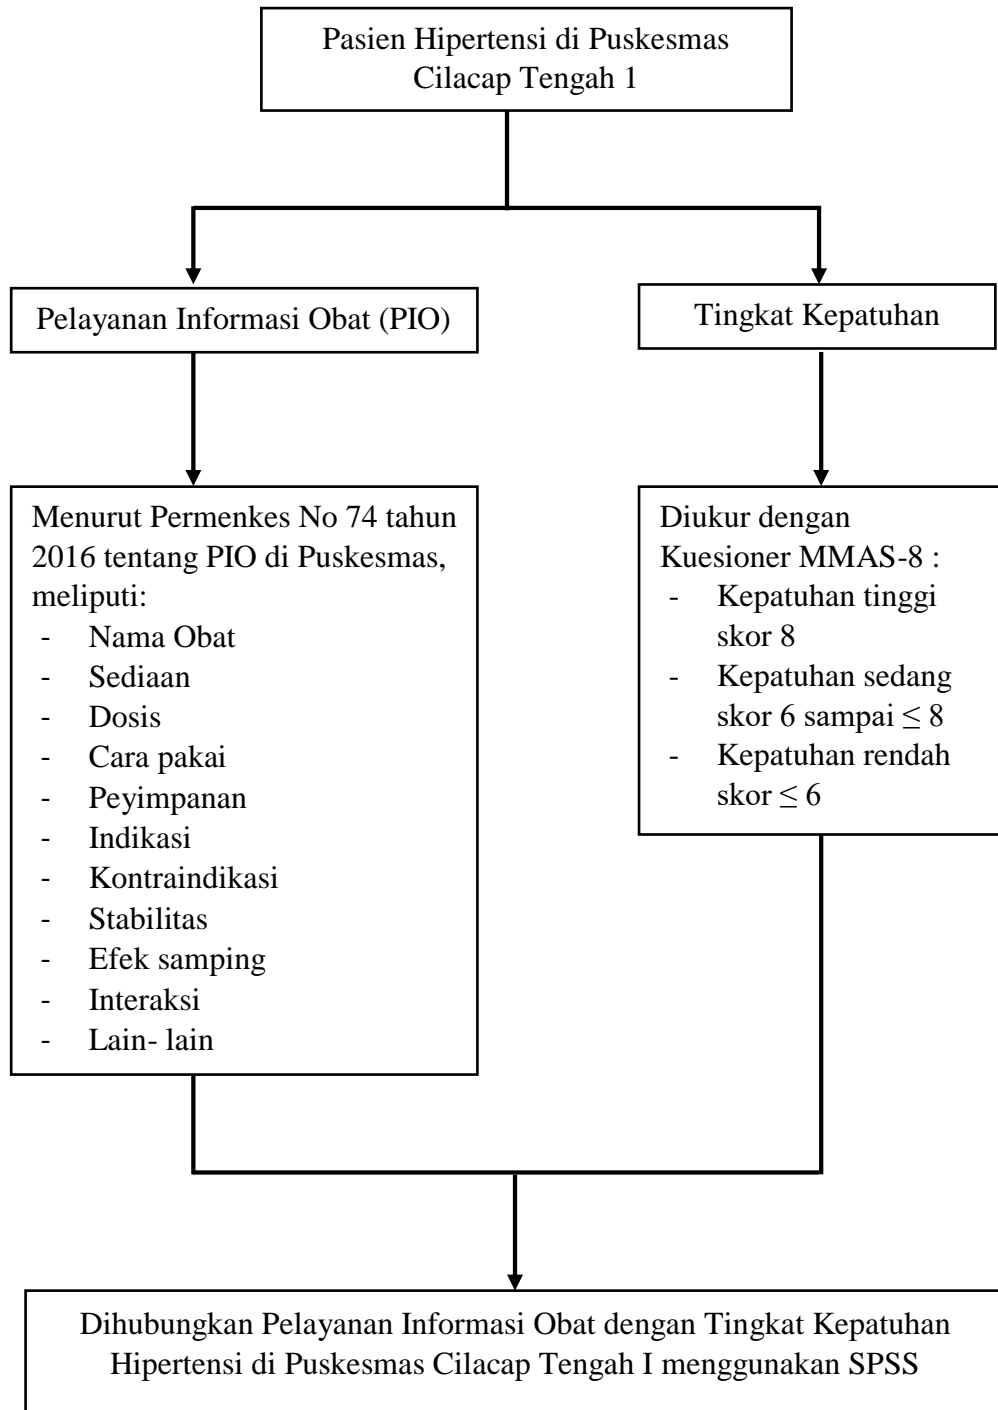 Pasien Hipertensi di Puskesmas
Cilacap Tengah 1
Pelayanan Informasi Obat (PIO)
Tingkat Kepatuhan
Menurut Permenkes No 74 tahun
2016 tentang PIO di Puskesmas,
meliputi:
- Nama Obat
- Sediaan
- Dosis
- Cara pakai
- Peyimpanan
- Indikasi
- Kontraindikasi
- Stabilitas
- Efek samping
- Interaksi
- Lain- lain
Diukur dengan
Kuesioner MMAS-8 :
- Kepatuhan tinggi
skor 8
- Kepatuhan sedang
skor 6 sampai ≤ 8
- Kepatuhan rendah
skor ≤ 6
Dihubungkan Pelayanan Informasi Obat dengan Tingkat Kepatuhan
Hipertensi di Puskesmas Cilacap Tengah I menggunakan SPSS